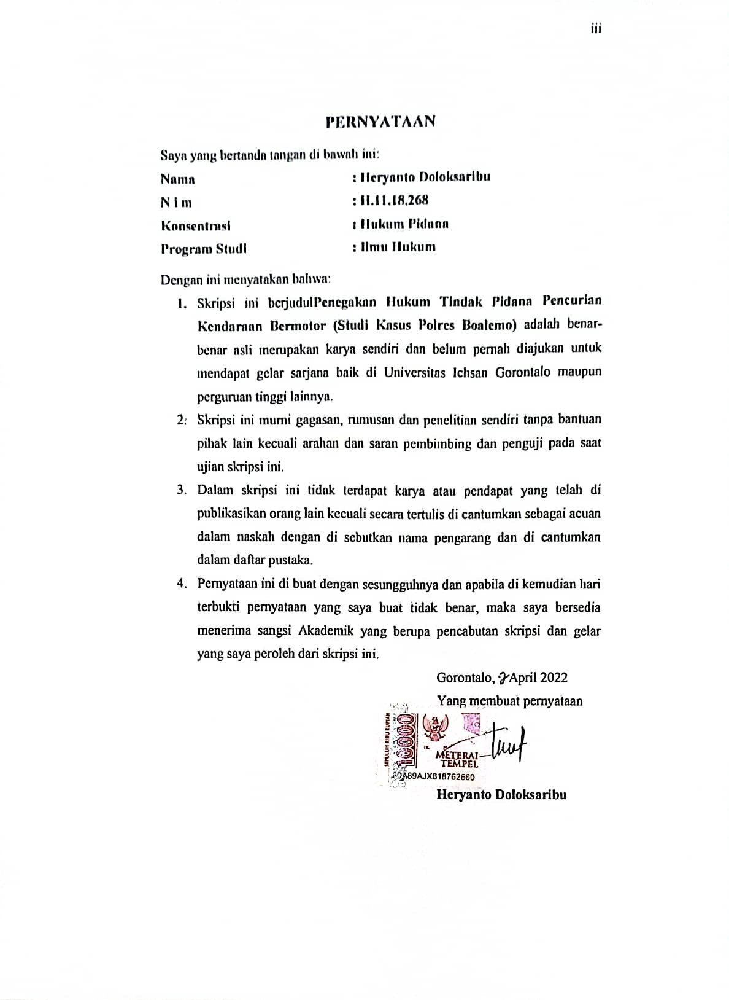 iii
PERNYATAAN
Saya yang bertanda tangan di bawah ini:
Nama : Heryanto Doloksaribu
N i m : H.11.18.268
Konsentrasi : Hukum Pidana
Program Studi : Ilmu Hukum
Dengan ini menyatakan bahwa:
1. Skripsi ini berjudulPenegakan Hukum Tindak Pidana Pencurian
Kendaraan Bermotor (Studi Kasus Polres Boalemo) adalah benar-
benar asli merupakan karya sendiri dan belum pernah diajukan untuk
mendapat gelar sarjana baik di Universitas Ichsan Gorontalo maupun
perguruan tinggi lainnya.
2. Skripsi ini murni gagasan, rumusan dan penelitian sendiri tanpa bantuan
pihak lain kecuali arahan dan saran pembimbing dan penguji pada saat
ujian skripsi ini.
3. Dalam skripsi ini tidak terdapat karya atau pendapat yang telah di
publikasikan orang lain kecuali secara tertulis di cantumkan sebagai acuan
dalam naskah dengan di sebutkan nama pengarang dan di cantumkan
dalam daftar pustaka.
4. Pernyataan ini di buat dengan sesungguhnya dan apabila di kemudian hari
terbukti pernyataan yang saya buat tidak benar, maka saya bersedia
menerima sangsi Akademik yang berupa pencabutan skripsi dan gelar
yang saya peroleh dari skripsi ini.
Gorontalo, April 2022
Yang membuat pernyataan
SEPULUH RIBU RUPIAH
10000
METERAI
TEMPEL
Heryanto Doloksaribu